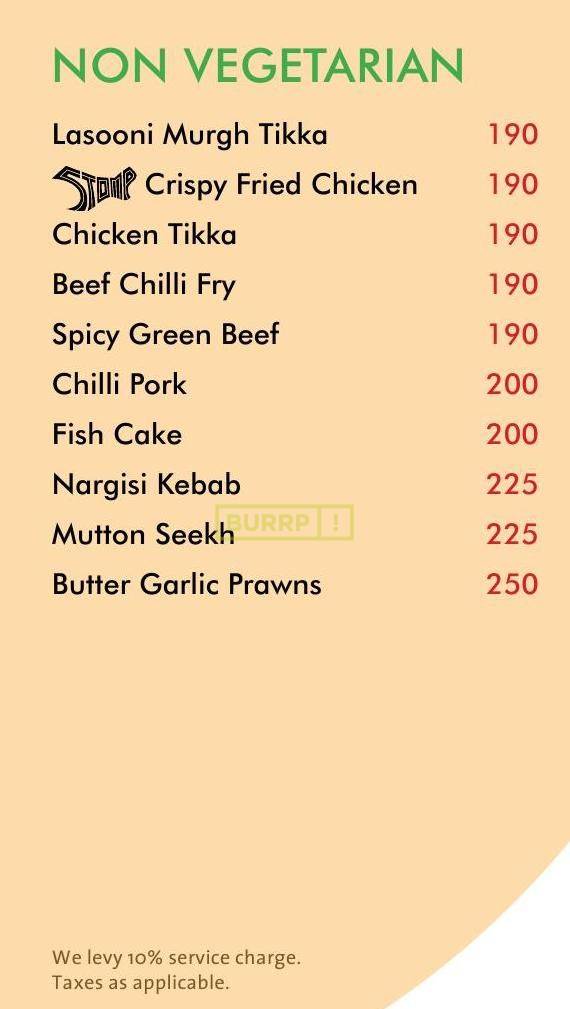 NON VEGETARIAN
Lasooni Murgh Tikka 190
STOMP Crispy Fried Chicken 190
Chicken Tikka 190
Beef Chilli Fry 190
Spicy Green Beef 190
Chilli Pork 200
Fish Cake 200
Nargisi Kebab 225
BURRP !
Mutton Seekh 225
Butter Garlic Prawns 250
We levy 10% service charge.
Taxes as applicable.